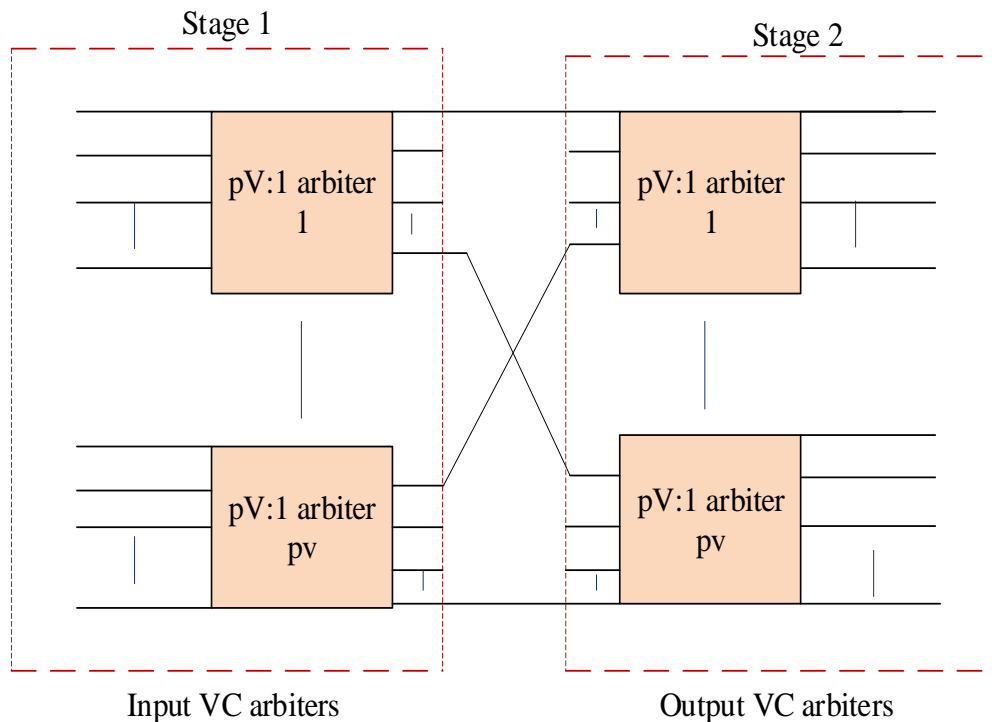 Stage 1
Stage 2
pV:1 arbiter
1
pV:1 arbiter
1
pV:1 arbiter
pv
pV:1 arbiter
pv
Input VC arbiters
Output VC arbiters